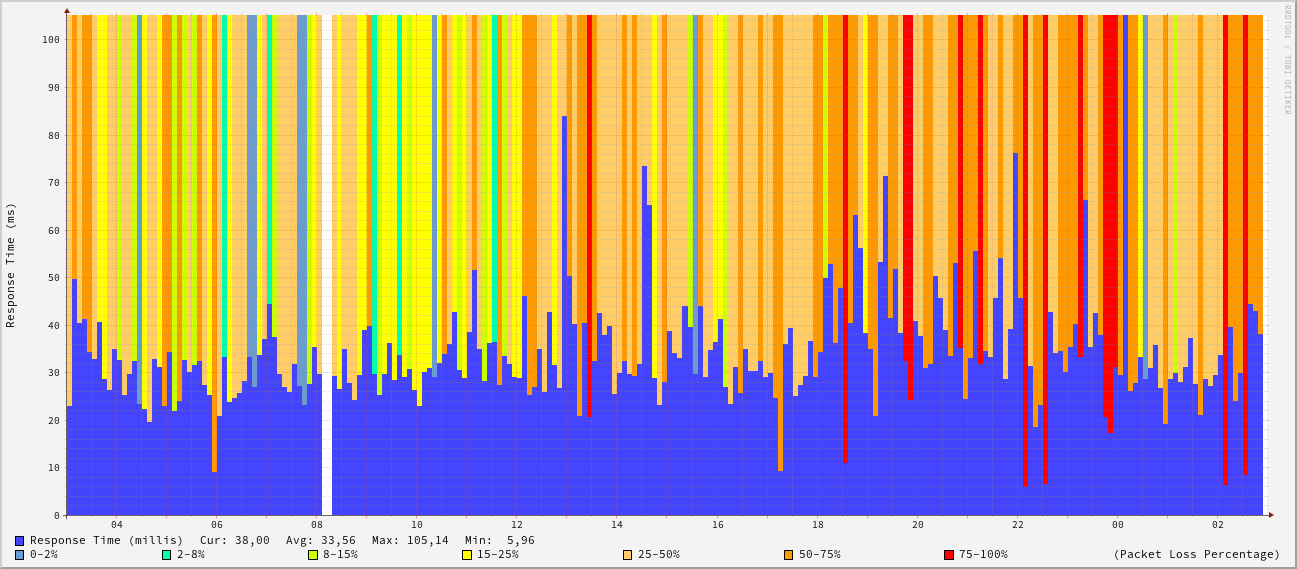 RRDTOOL / TOBI OETIKER
Response Time (ms)
100
90
80
70
60
50
40
30
20
10
0
04 06 08 10 12 14 16 18 20 22 00 02
Response Time (millis) Cur: 38,00 Avg: 33,56 Max: 105,14 Min: 5,96
0-2% 2-8% 8-15% 15-25% 25-50% 50-75% 75-100% (Packet Loss Percentage)